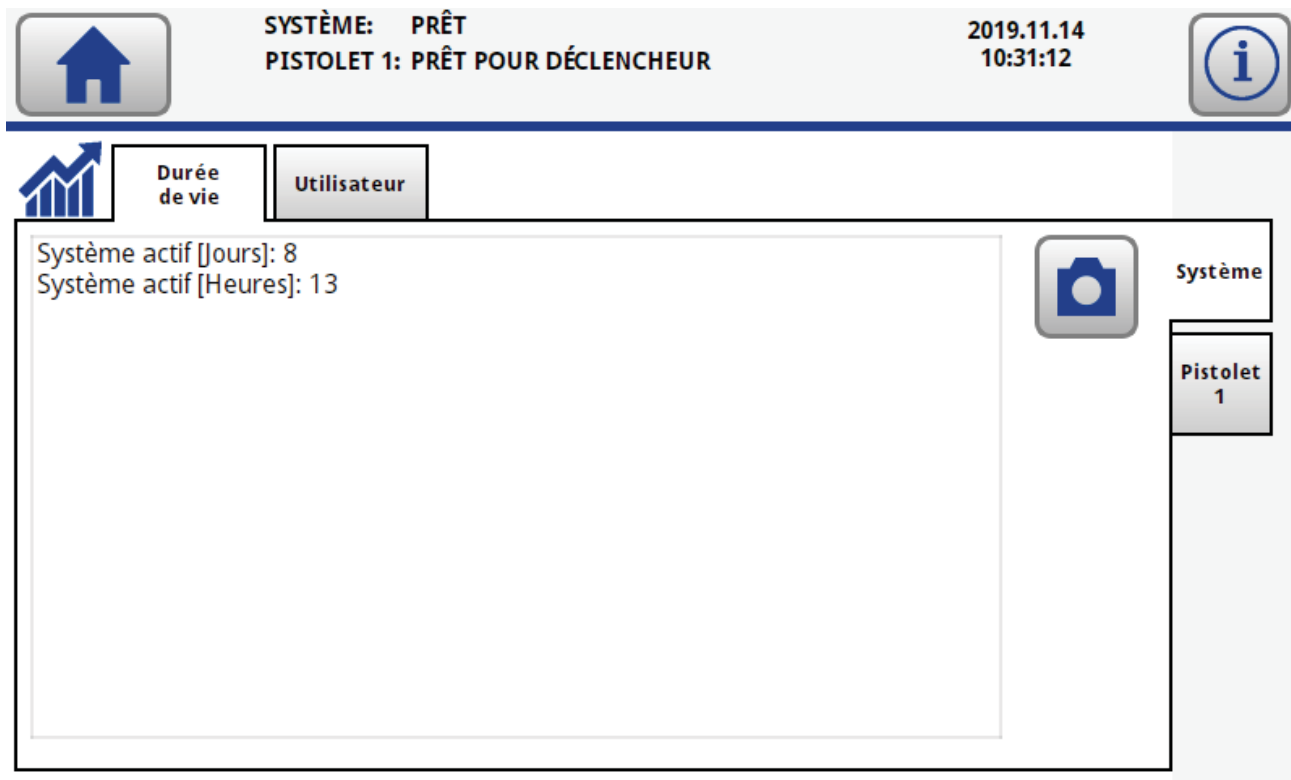 SYSTÈME: PRÊT
PISTOLET 1: PRÊT POUR DÉCLENCHEUR
2019.11.14
10:31:12
i
Durée
de vie
Utilisateur
Système actif [Jours]: 8
Système actif [Heures]: 13
Système
Pistolet
1